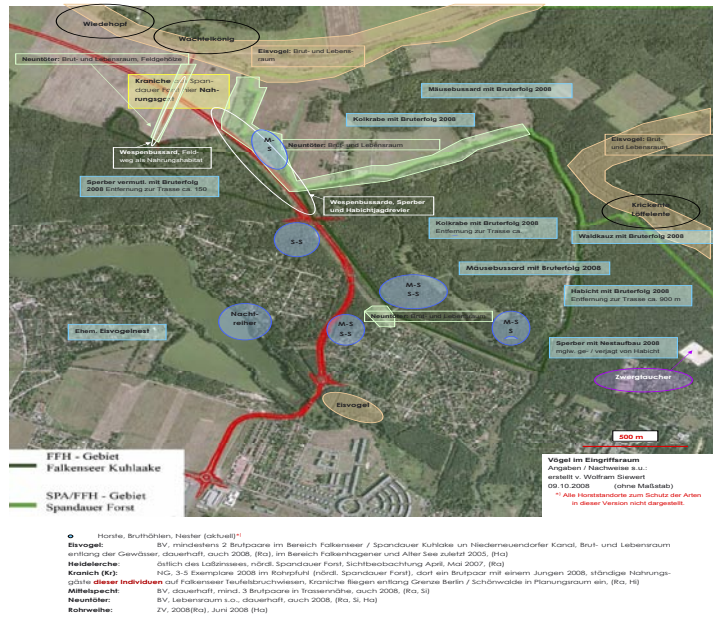 Wiedehopf
Wachtelkönig
Eisvogel: Brut- und Lebens-
raum
Neuntöter: Brut- und Lebensraum, Feldgehölze
Kraniche
Span-
dauer Forst hier Nah-
rungsgast
Mäusebussard mit Bruterfolg 2008
Kolkrabe mit Bruterfolg 2008
Eisvogel: Brut-
und Lebensraum
M-
S
Neuntöter: Brut- und Lebensraum
Wespenbussard, Feld-
weg als Nahrungshabitat
Sperber vermutl. mit Bruterfolg
2008 Entfernung zur Trasse ca. 150
Wespenbussarde, Sperber
und Habichtjagdrevier
Krickente
Löffelente
Kolkrabe mit Bruterfolg 2008
Entfernung zur Trasse ca.
Waldkauz mit Bruterfolg 2008
S-S
Mäusebussard mit Bruterfolg 2008
M-S
S-S
Habicht mit Bruterfolg 2008
Entfernung zur Trasse ca. 900 m
Nacht-
reiher
Neuntöter: Brut- und Lebensraum
Ehem. Eisvogelnest
M-S
S-S
M-S
S
Sperber mit Nestaufbau 2008
mglw. ge- / verjagt von Habicht
Zwergtaucher
Eisvogel
500 m
FFH - Gebiet
Falkenseer Kuhlaake
SPA/FFH - Gebiet
Spandauer Forst
Vögel im Eingriffsraum
Angaben / Nachweise s.u.:
erstellt v. Wolfram Siewert
09.10.2008 (ohne Maßstab)
*) Alle Horststandorte zum Schutz der Arten
in dieser Version nicht dargestellt.
Horste, Bruthöhlen, Nester (aktuell)*)
Eisvogel: BV, mindestens 2 Brutpaare im Bereich Falkenseer / Spandauer Kuhlake un Niederneuendorfer Kanal, Brut- und Lebensraum
entlang der Gewässer, dauerhaft, auch 2008, (Ra), im Bereich Falkenhagener und Alter See zuletzt 2005, (Ha)
Heidelerche: östlich des Laßzinssees, nördl. Spandauer Forst, Sichtbeobachtung April, Mai 2007, (Ra)
Kranich (Kr): NG, 3-5 Exemplare 2008 im Rohrpfuhl (nördl. Spandauer Forst), dort ein Brutpaar mit einem Jungen 2008, ständige Nahrungs-
gäste dieser Individuen auf Falkenseer Teufelsbruchwiesen, Kraniche fliegen entlang Grenze Berlin / Schönwalde in Planungsraum ein, (Ra, Hi)
Mittelspecht: BV, dauerhaft, mind. 3 Brutpaare in Trassennähe, auch 2008, (Ra, Si)
Neuntöter: BV, Lebensraum s.o., dauerhaft, auch 2008, (Ra, Si, Ha)
Rohrweihe: ZV, 2008(Ra), Juni 2008 (Ha)